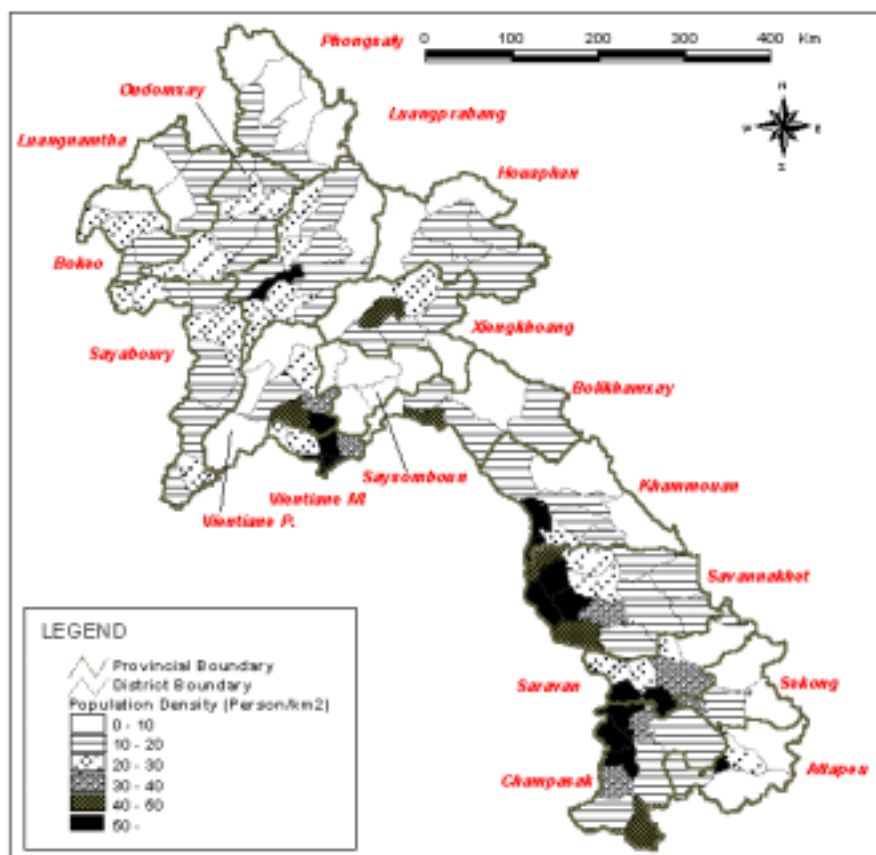 Phongsaly
0 100 200 300 400 Km
Oudomxay
Luangprabang
N
W E
S
Luangnamtha
Houaphan
Bokeo
Xiengkhoang
Sayaboury
Bolikhamxay
Saysomboun
Khammouan
Vientiane M
Vientiane P.
Savannakhet
LEGEND
Provincial Boundary
District Boundary
Population Density (Person/km2)
0 - 10
10 - 20
20 - 30
30 - 40
40 - 50
50 -
Saravan
Sekong
Champasak
Attapeu